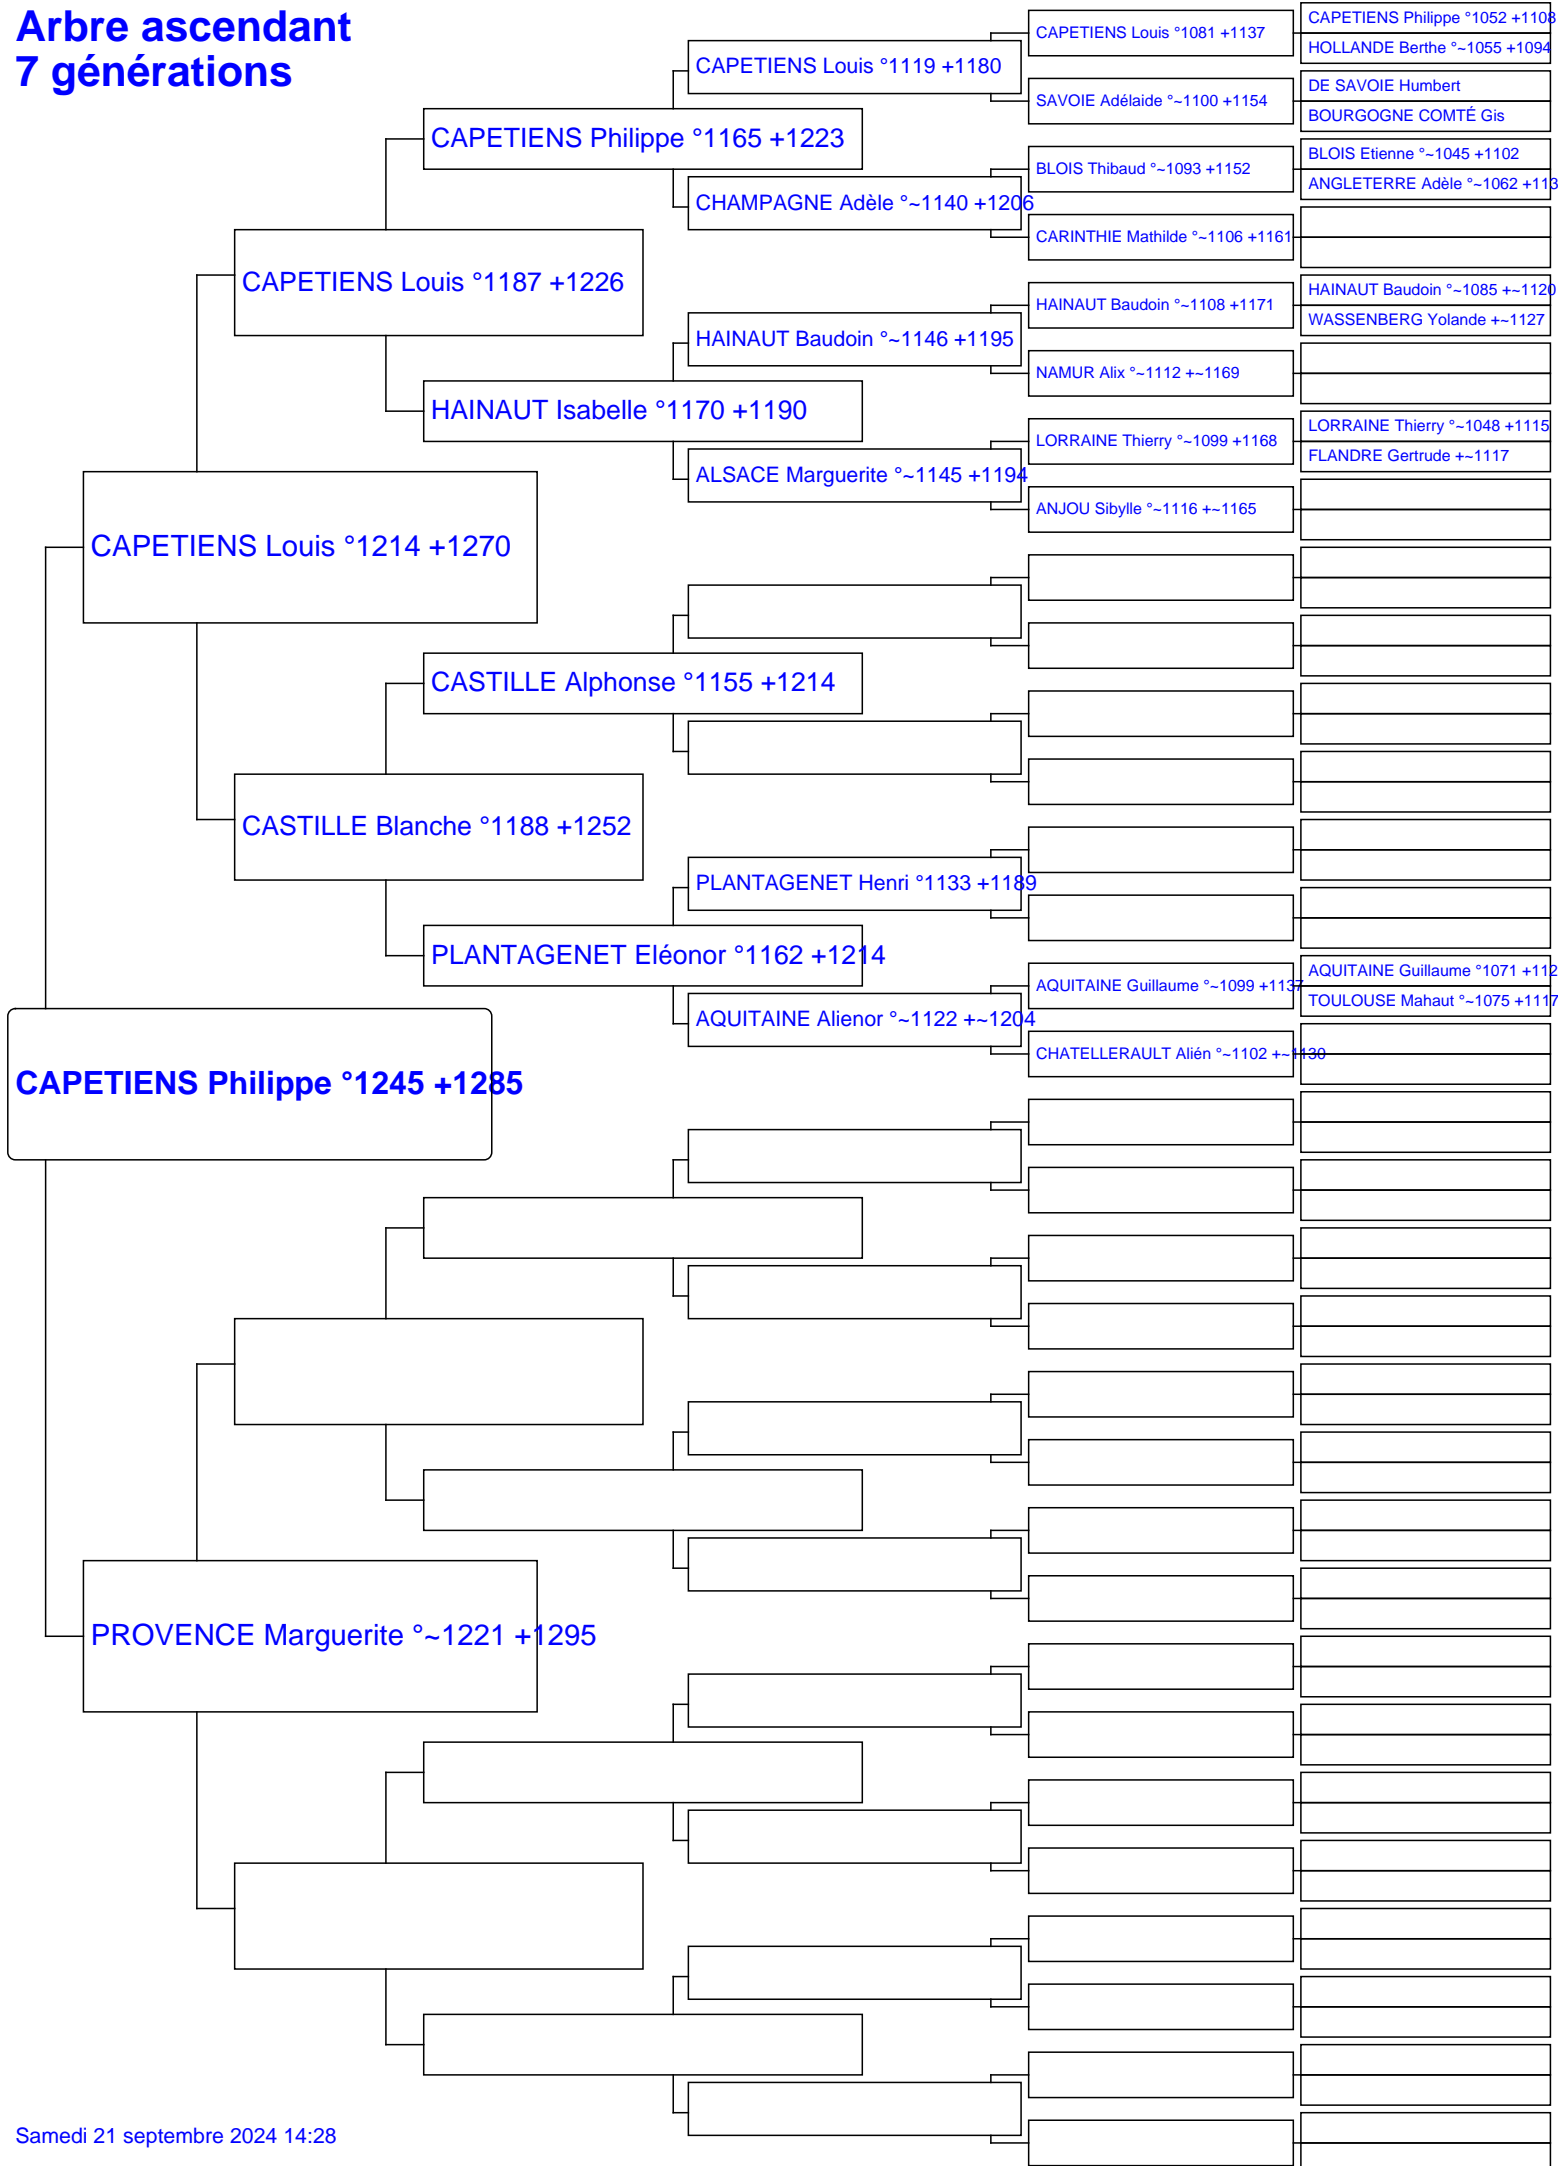 Arbre ascendant
7 générations
CAPETIENS Philippe °1245 +1285
CAPETIENS Louis °1214 +1270
PROVENCE Marguerite °~1221 +1295
CAPETIENS Louis °1187 +1226
CASTILLE Blanche °1188 +1252
CAPETIENS Philippe °1165 +1223
HAINAUT Isabelle °1170 +1190
CASTILLE Alphonse °1155 +1214
PLANTAGENET Eléonor °1162 +1214
CAPETIENS Louis °1119 +1180
CHAMPAGNE Adèle °~1140 +1206
HAINAUT Baudoin °~1146 +1195
ALSACE Marguerite °~1145 +1194
PLANTAGENET Henri °1133 +1189
AQUITAINE Alienor °~1122 +~1204
CAPETIENS Louis °1081 +1137
SAVOIE Adélaide °~1100 +1154
BLOIS Thibaud °~1093 +1152
CARINTHIE Mathilde °~1106 +1161
HAINAUT Baudoin °~1108 +1171
NAMUR Alix °~1112 +~1169
LORRAINE Thierry °~1099 +1168
ANJOU Sibylle °~1116 +~1165
AQUITAINE Guillaume °~1099 +1137
CHATELLERAULT Alién °~1102 +~1130
CAPETIENS Philippe °1052 +1108
HOLLANDE Berthe °~1055 +1094
DE SAVOIE Humbert
BOURGOGNE COMTÉ Gis
BLOIS Etienne °~1045 +1102
ANGLETERRE Adèle °~1062 +113
HAINAUT Baudoin °~1085 +~1120
WASSENBERG Yolande +~1127
LORRAINE Thierry °~1048 +1115
FLANDRE Gertrude +~1117
AQUITAINE Guillaume °1071 +112
TOULOUSE Mahaut °~1075 +1117
Samedi 21 septembre 2024 14:28